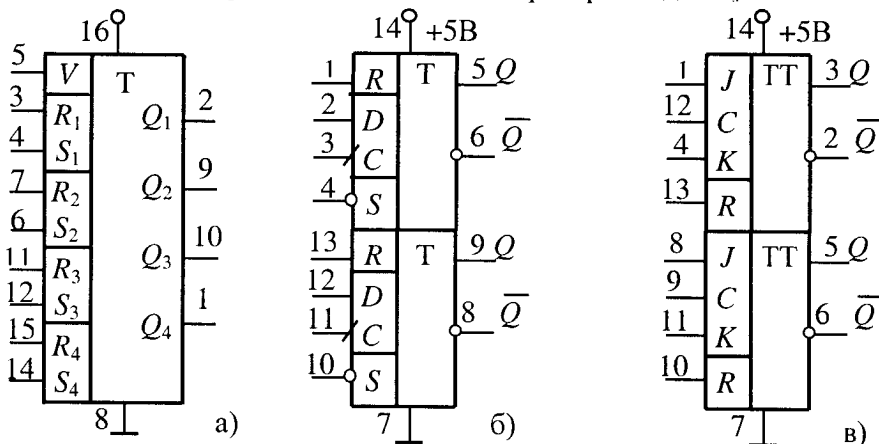 16
5 V T
3 R1 Q1 2
4 S1
7 R2 Q2 9
6 S2
11 R3 Q3 10
12 S3
15 R4 Q4 1
14 S4
8
а)
14 +5В
1 R T 5 Q
2 D
3 C 6 Q̅
4 S
13 R T 9 Q
12 D
11 C 8 Q̅
10 S
7
б)
14 +5В
1 J TT 3 Q
12 C
4 K 2 Q̅
13 R
8 J TT 5 Q
9 C
11 K 6 Q̅
10 R
7
в)